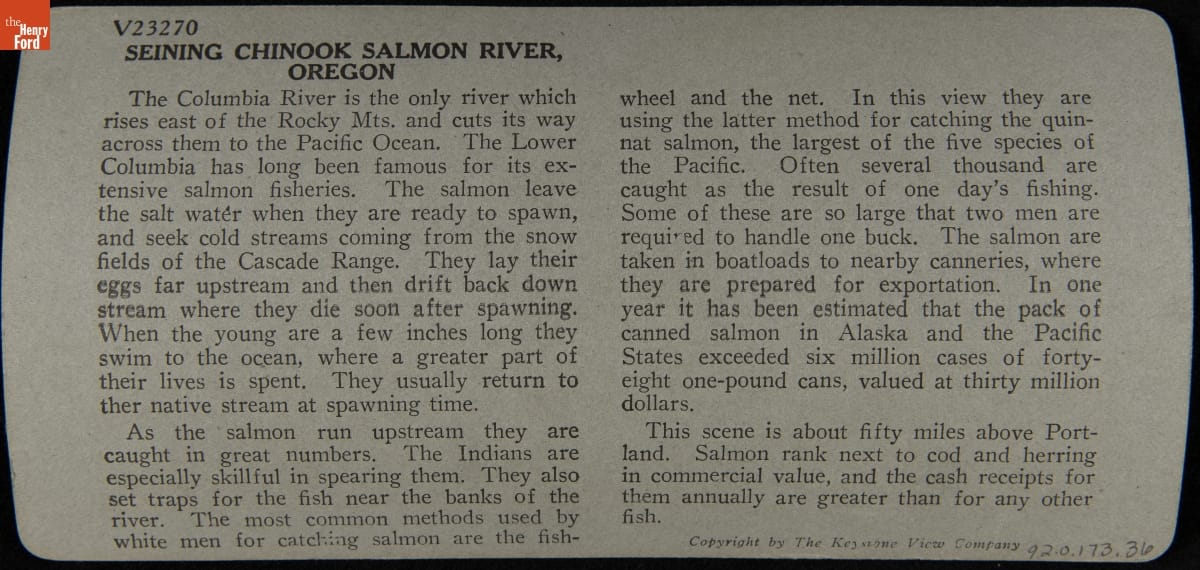 the
Henry
Ford
V23270
SEINING CHINOOK SALMON RIVER,
OREGON
The Columbia River is the only river which
rises east of the Rocky Mts. and cuts its way
across them to the Pacific Ocean. The Lower
Columbia has long been famous for its ex-
tensive salmon fisheries. The salmon leave
the salt water when they are ready to spawn,
and seek cold streams coming from the snow
fields of the Cascade Range. They lay their
eggs far upstream and then drift back down
stream where they die soon after spawning.
When the young are a few inches long they
swim to the ocean, where a greater part of
their lives is spent. They usually return to
ther native stream at spawning time.
As the salmon run upstream they are
caught in great numbers. The Indians are
especially skillful in spearing them. They also
set traps for the fish near the banks of the
river. The most common methods used by
white men for catching salmon are the fish-
wheel and the net. In this view they are
using the latter method for catching the quin-
nat salmon, the largest of the five species of
the Pacific. Often several thousand are
caught as the result of one day's fishing.
Some of these are so large that two men are
required to handle one buck. The salmon are
taken in boatloads to nearby canneries, where
they are prepared for exportation. In one
year it has been estimated that the pack of
canned salmon in Alaska and the Pacific
States exceeded six million cases of forty-
eight one-pound cans, valued at thirty million
dollars.
This scene is about fifty miles above Port-
land. Salmon rank next to cod and herring
in commercial value, and the cash receipts for
them annually are greater than for any other
fish.
Copyright by The Keystone View Company
92.0.173.36